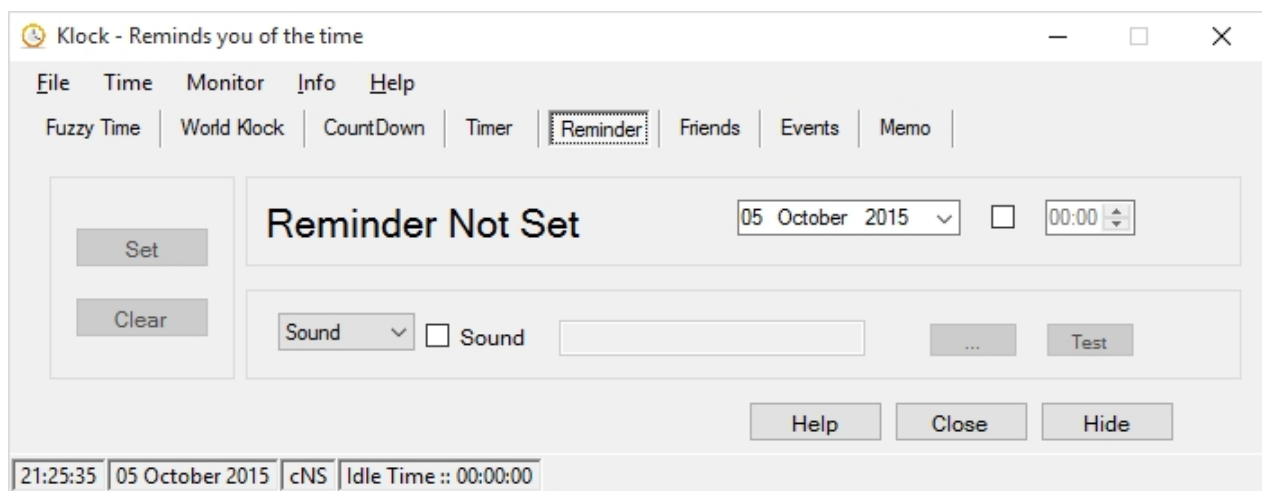 Klock - Reminds you of the time
File Time Monitor Info Help
Fuzzy Time World Klock CountDown Timer Reminder Friends Events Memo
Set
Reminder Not Set 05 October 2015 00:00
Clear
Sound Sound ... Test
Help Close Hide
21:25:35 05 October 2015 cNS Idle Time :: 00:00:00